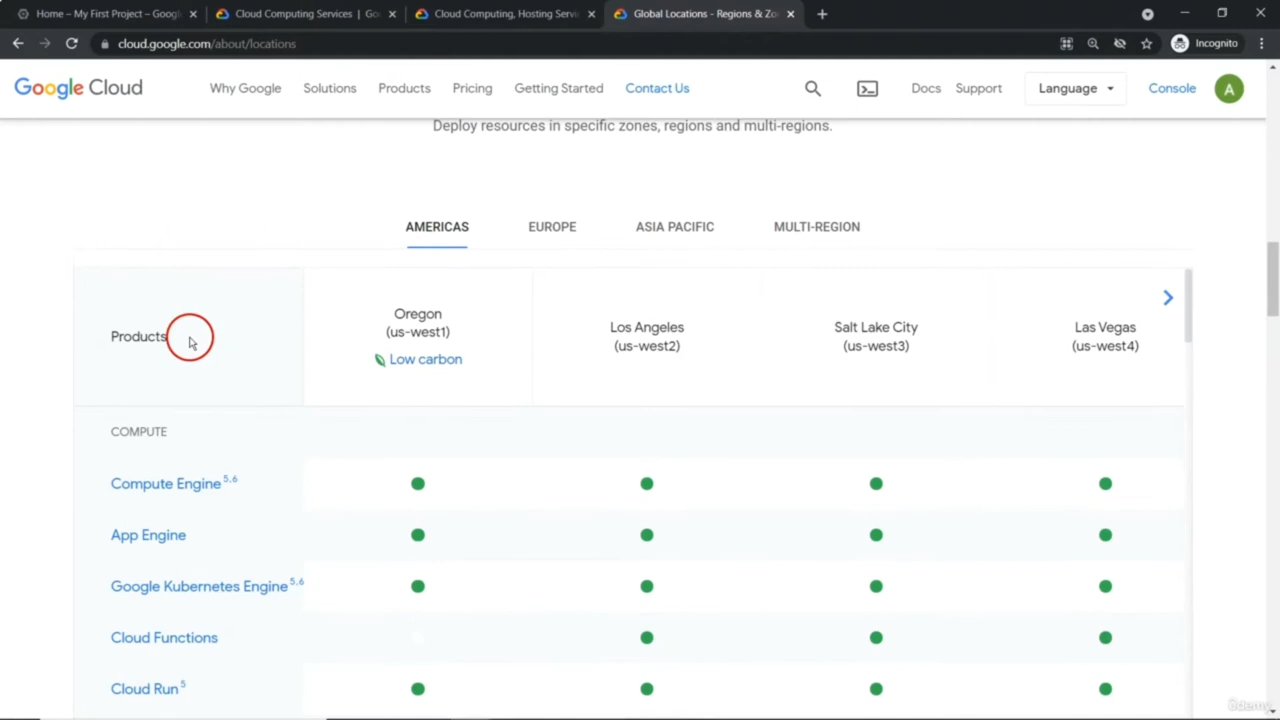 Home – My First Project – Google
Cloud Computing Services | Goo
Cloud Computing, Hosting Servi
Global Locations - Regions & Zo
cloud.google.com/about/locations
Incognito
Google Cloud
Why Google
Solutions
Products
Pricing
Getting Started
Contact Us
Docs
Support
Language
Console
A
Deploy resources in specific zones, regions and multi-regions.
AMERICAS
EUROPE
ASIA PACIFIC
MULTI-REGION
Products
Oregon
(us-west1)
Low carbon
Los Angeles
(us-west2)
Salt Lake City
(us-west3)
Las Vegas
(us-west4)
COMPUTE
Compute Engine 5,6
App Engine
Google Kubernetes Engine 5,6
Cloud Functions
Cloud Run 5
Udemy